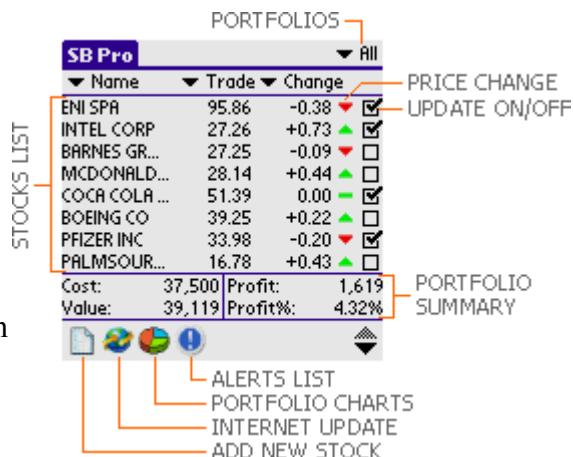 PORTFOLIOS
SB Pro All
Name Trade Change
PRICE CHANGE
ENI SPA 95.86 -0.38
UPDATE ON/OFF
INTEL CORP 27.26 +0.73
BARNES GR... 27.25 -0.09
MCDONALD... 28.14 +0.44
COCA COLA ... 51.39 0.00
BOEING CO 39.25 +0.22
PFIZER INC 33.98 -0.20
PALMSOUR... 16.78 +0.43
STOCKS LIST
Cost: 37,500 Profit: 1,619
Value: 39,119 Profit%: 4.32%
PORTFOLIO
SUMMARY
ALERTS LIST
PORTFOLIO CHARTS
INTERNET UPDATE
ADD NEW STOCK